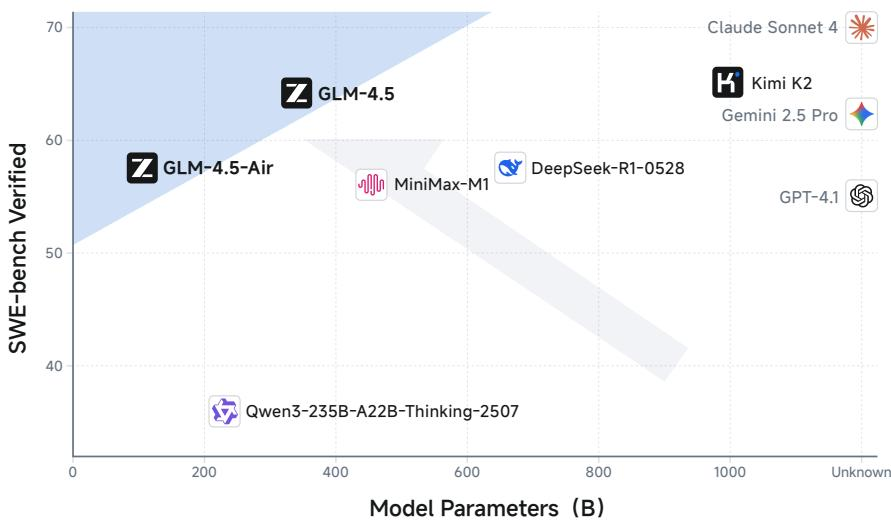 70
Claude Sonnet 4
Kimi K2
GLM-4.5
Gemini 2.5 Pro
60
GLM-4.5-Air
DeepSeek-R1-0528
MiniMax-M1
GPT-4.1
50
40
Qwen3-235B-A22B-Thinking-2507
SWE-bench Verified
0 200 400 600 800 1000 Unknown
Model Parameters（B）